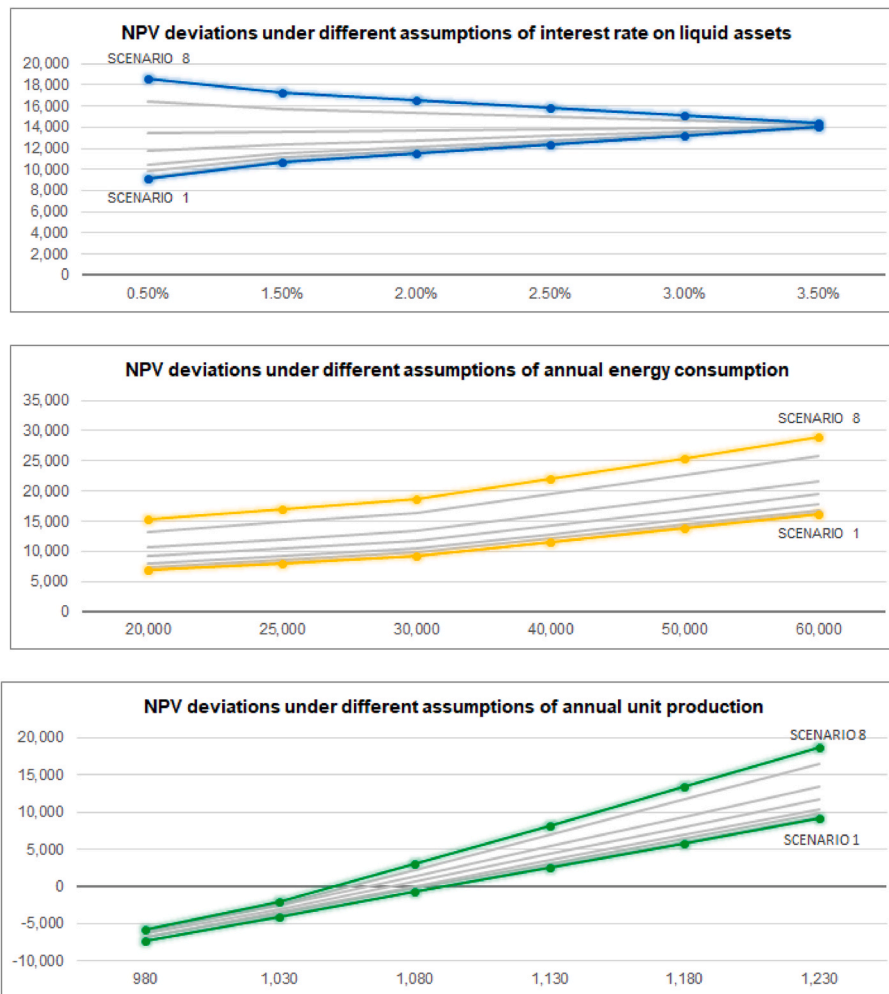 NPV deviations under different assumptions of interest rate on liquid assets
SCENARIO 8
20,000
18,000
16,000
14,000
12,000
10,000
8,000
6,000
4,000
2,000
0
SCENARIO 1
0.50% 1.50% 2.00% 2.50% 3.00% 3.50%
NPV deviations under different assumptions of annual energy consumption
35,000
30,000
25,000
20,000
15,000
10,000
5,000
0
SCENARIO 8
SCENARIO 1
20,000 25,000 30,000 40,000 50,000 60,000
NPV deviations under different assumptions of annual unit production
20,000
15,000
10,000
5,000
0
-5,000
-10,000
SCENARIO 8
SCENARIO 1
980 1,030 1,080 1,130 1,180 1,230